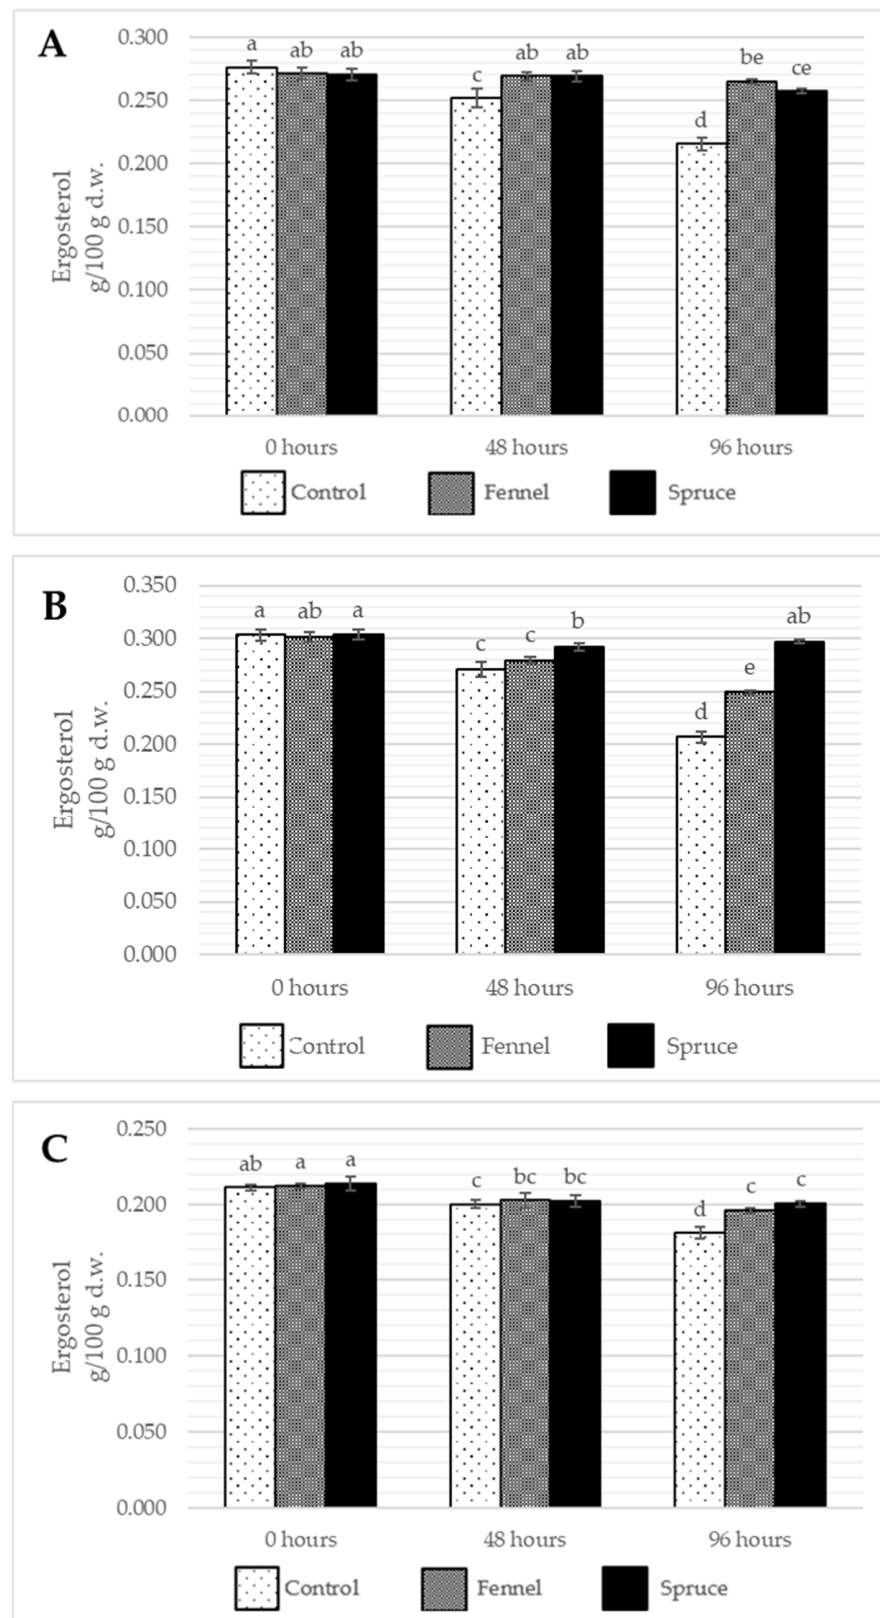 A
0.300
0.250
0.200
0.150
0.100
0.050
0.000
Ergosterol
g/100 g d.w.
a ab ab
c ab ab
d be ce
0 hours 48 hours 96 hours
Control Fennel Spruce
B
0.350
0.300
0.250
0.200
0.150
0.100
0.050
0.000
Ergosterol
g/100 g d.w.
a ab a
c c b
d e ab
0 hours 48 hours 96 hours
Control Fennel Spruce
C
0.250
0.200
0.150
0.100
0.050
0.000
Ergosterol
g/100 g d.w.
ab a a
c bc bc
d c c
0 hours 48 hours 96 hours
Control Fennel Spruce